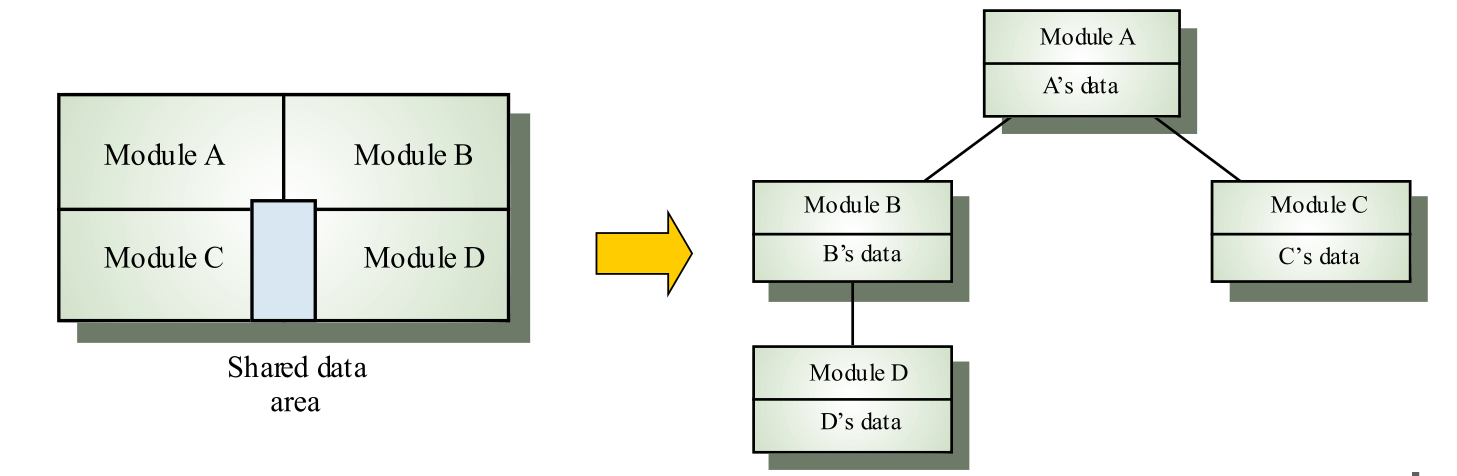 Module A
Module B
Module C
Module D
Shared data
area
Module A
A’s data
Module B
B’s data
Module C
C’s data
Module D
D’s data